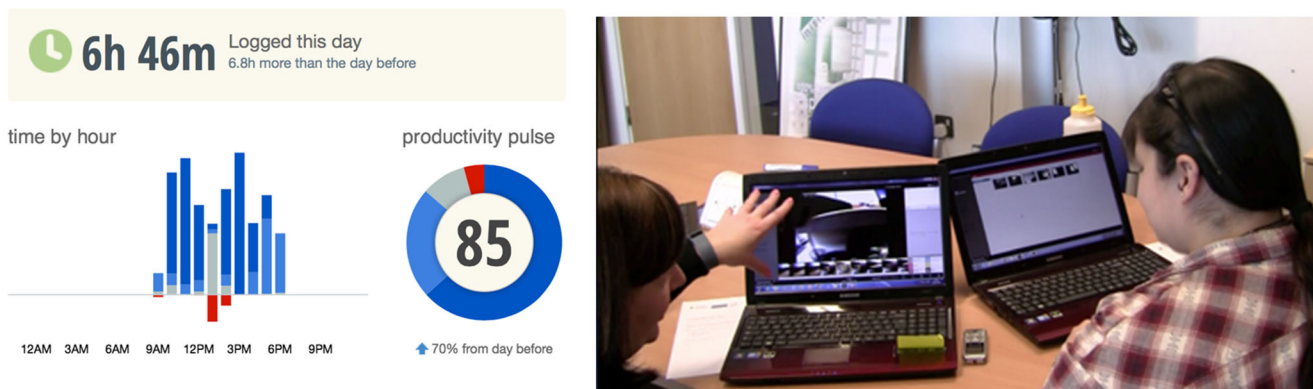 6h 46m
Logged this day
6.8h more than the day before
time by hour
productivity pulse
85
12AM 3AM 6AM 9AM 12PM 3PM 6PM 9PM
70% from day before
SAMSUNG